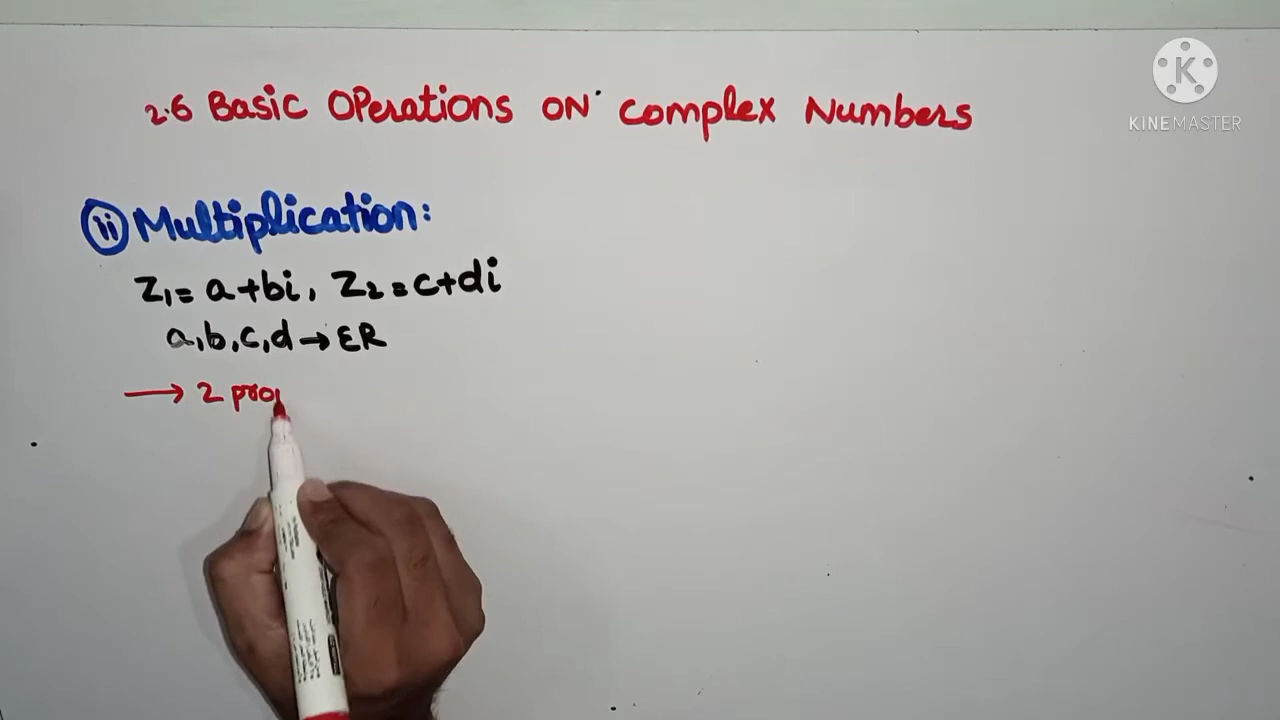 2.6 Basic Operations on Complex Numbers
KINEMASTER
(ii) Multiplication:
Z₁ = a+bi, Z₂ = c+di
a,b,c,d → ER
→ 2 pro